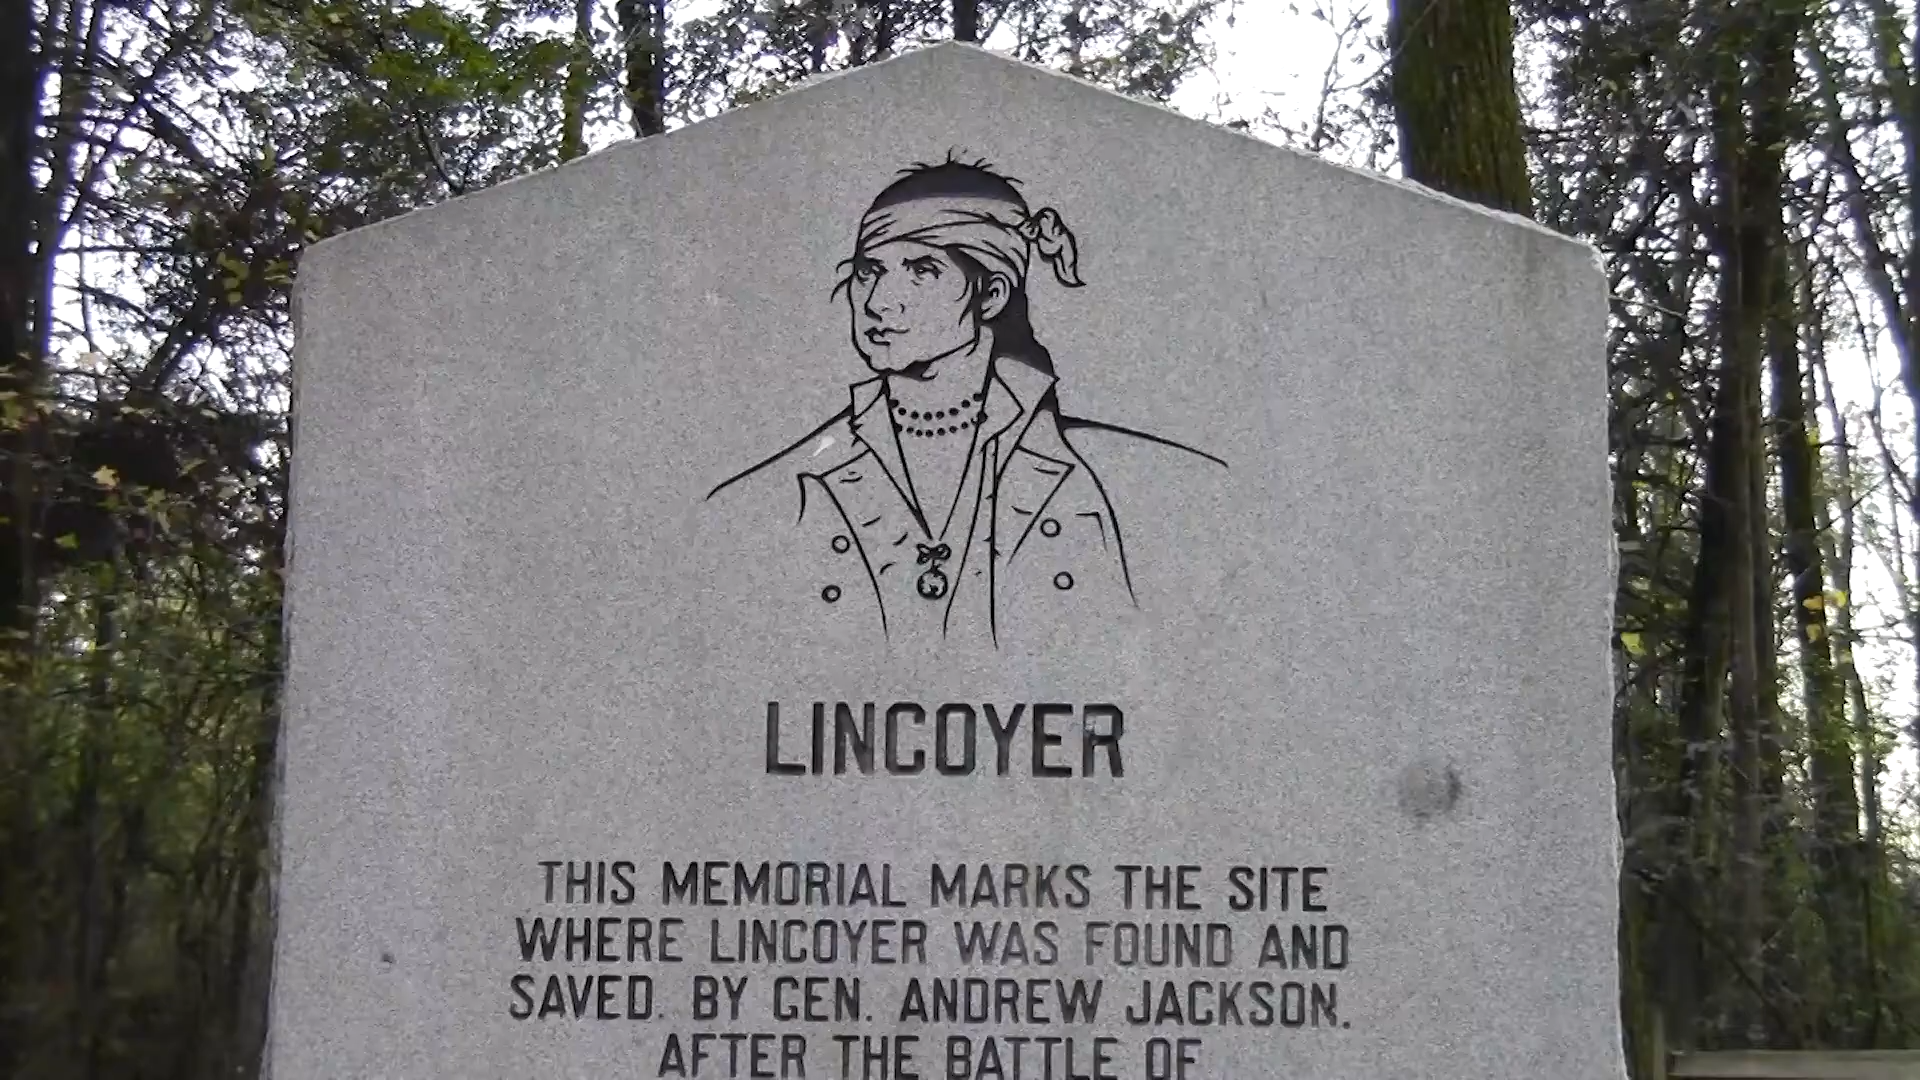 LINCOYER
THIS MEMORIAL MARKS THE SITE
WHERE LINCOYER WAS FOUND AND
SAVED. BY GEN. ANDREW JACKSON.
AFTER THE BATTLE OF